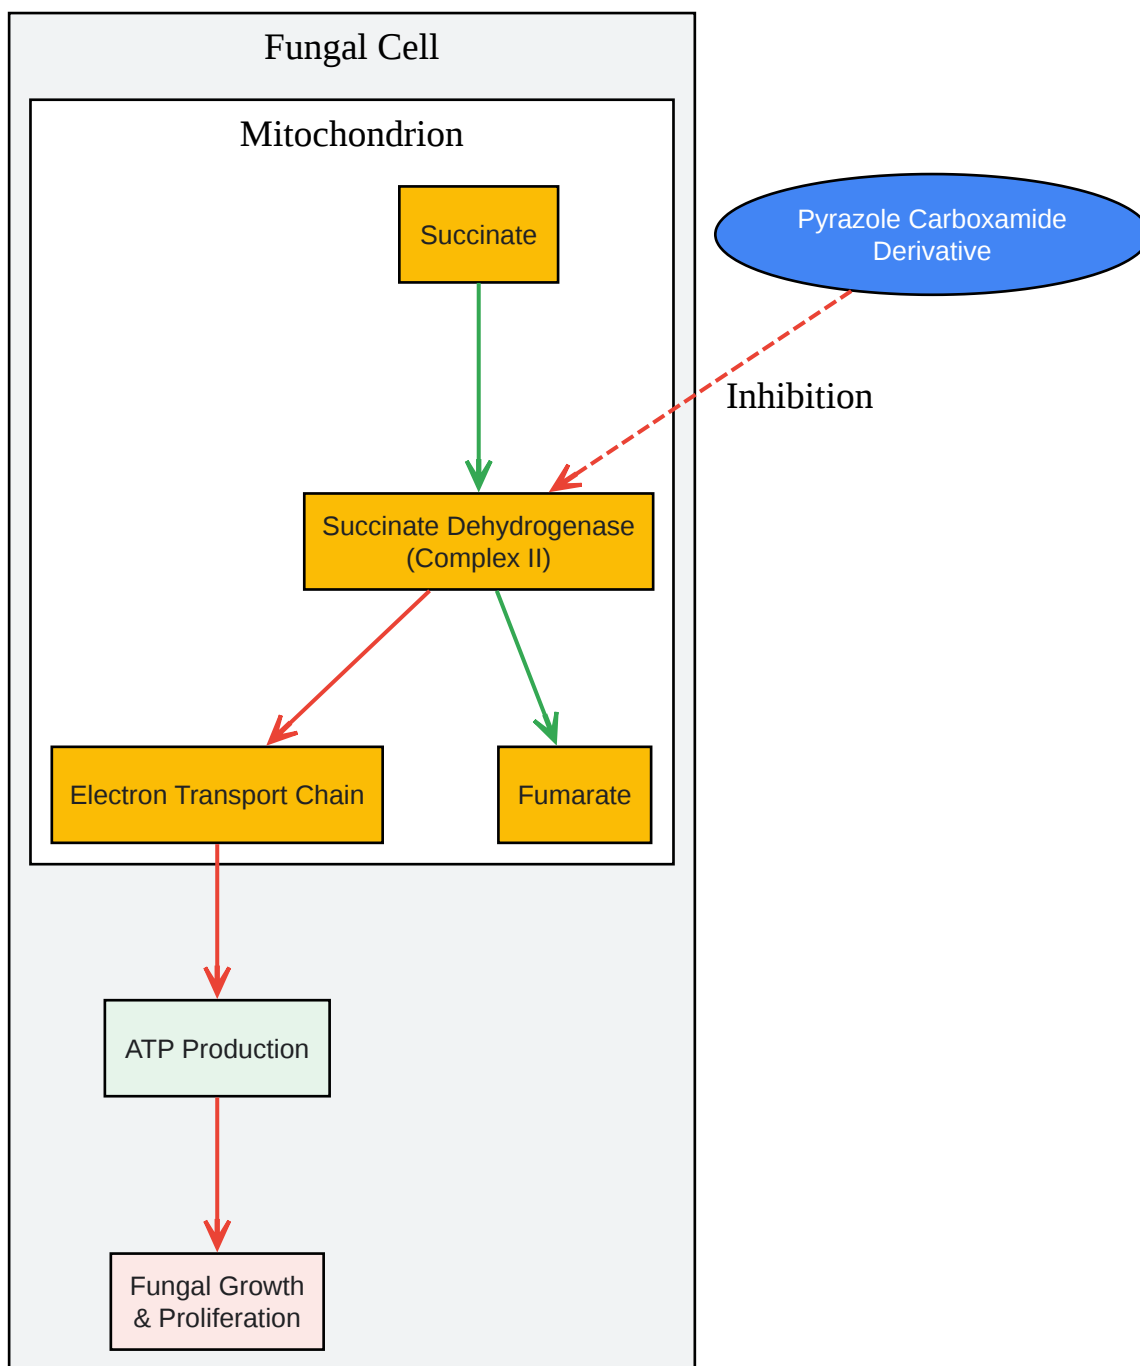 Fungal Cell
Mitochondrion
Succinate
Pyrazole Carboxamide
Derivative
Inhibition
Succinate Dehydrogenase
(Complex II)
Electron Transport Chain
Fumarate
ATP Production
Fungal Growth
& Proliferation